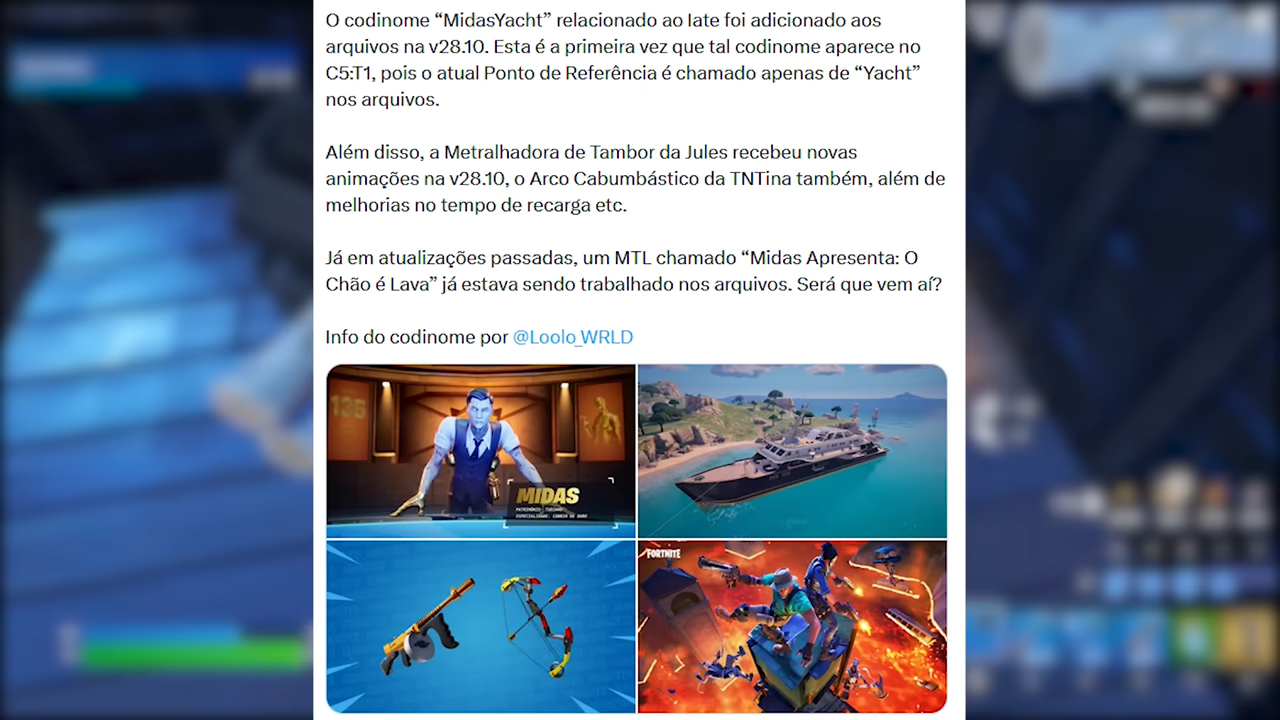 O codinome “MidasYacht” relacionado ao Iate foi adicionado aos
arquivos na v28.10. Esta é a primeira vez que tal codinome aparece no
C5:T1, pois o atual Ponto de Referência é chamado apenas de “Yacht”
nos arquivos.
Além disso, a Metralhadora de Tambor da Jules recebeu novas
animações na v28.10, o Arco Cabumbástico da TNTina também, além de
melhorias no tempo de recarga etc.
Já em atualizações passadas, um MTL chamado “Midas Apresenta: O
Chão é Lava” já estava sendo trabalhado nos arquivos. Será que vem aí?
Info do codinome por @Loolo_WRLD
135
MIDAS
FORTNITE